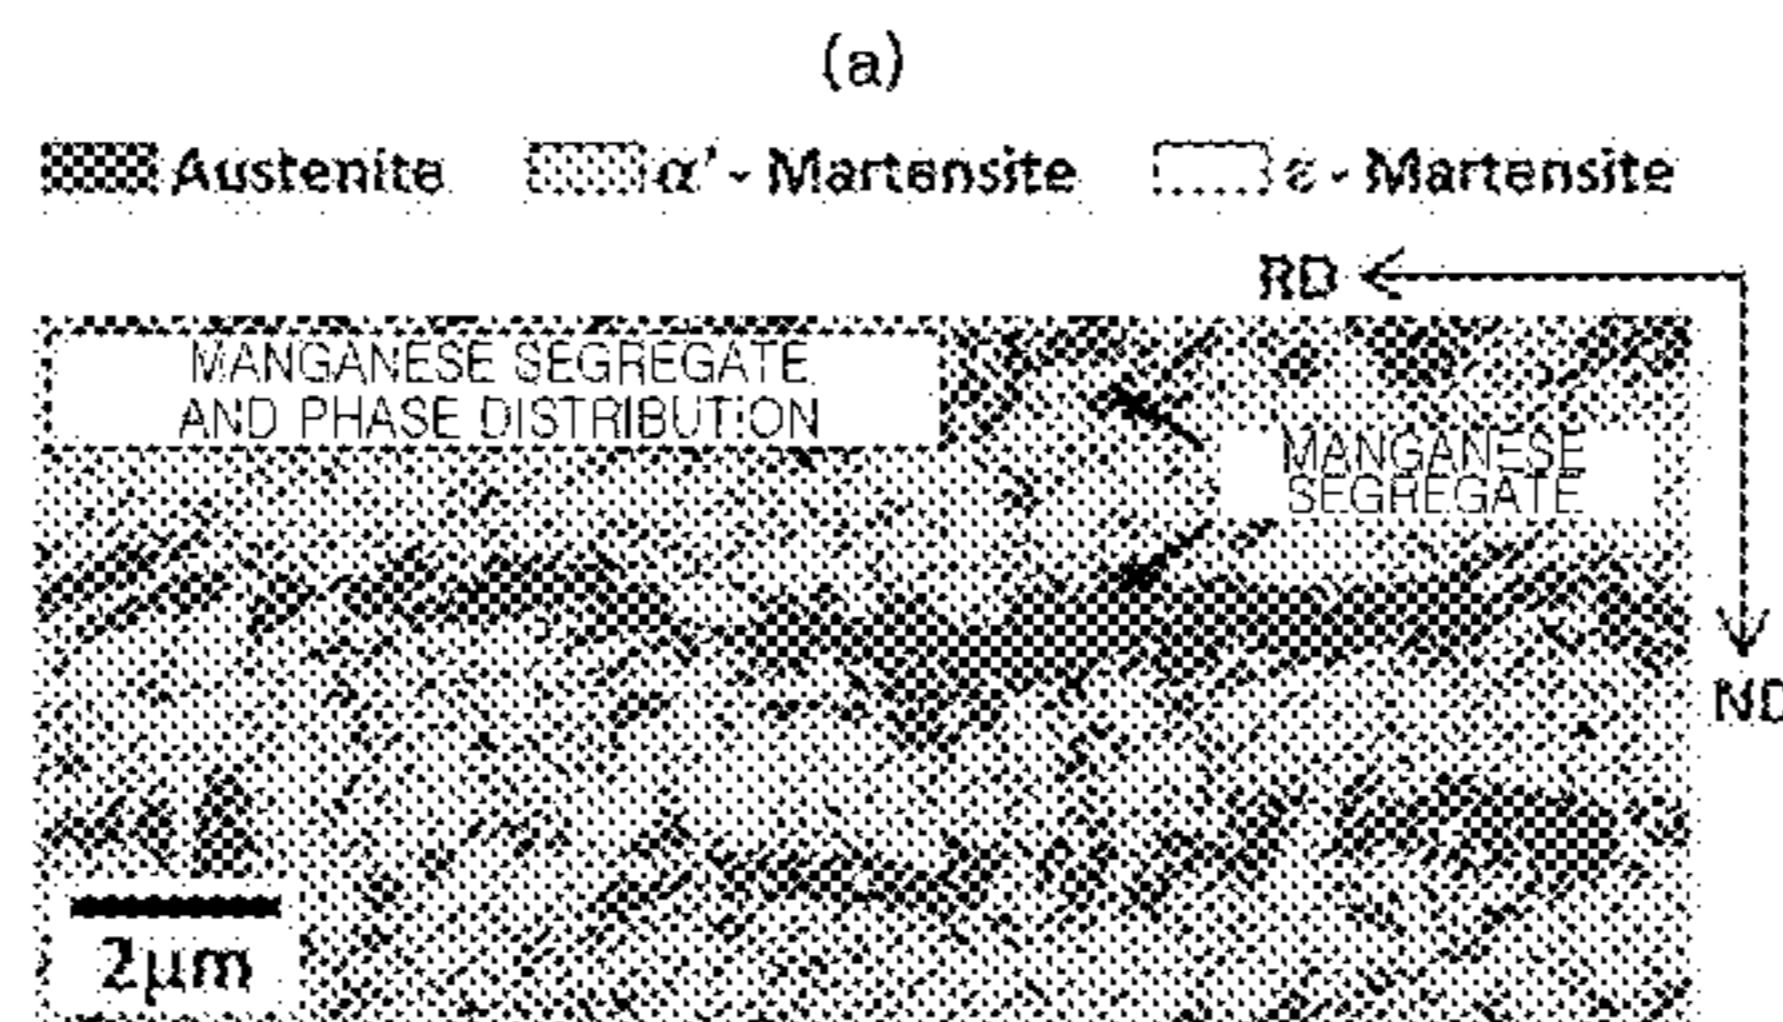 (a)
Austenite α' - Martensite ε - Martensite
RD
MANGANESE SEGREGATE
AND PHASE DISTRIBUTION
MANGANESE
SEGREGATE
ND
2μm